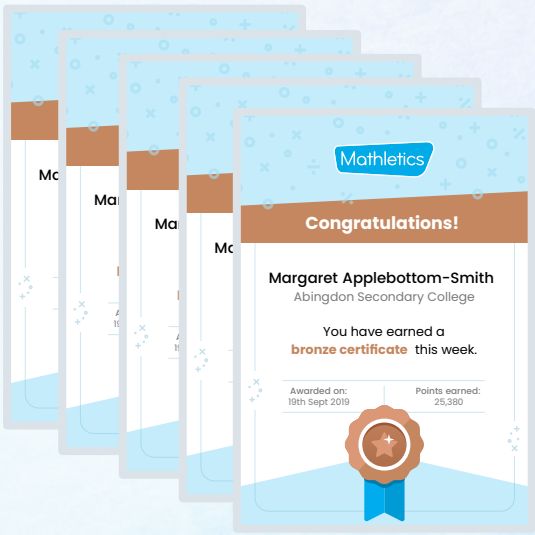 Mathletics
Congratulations!
Margaret Applebottom-Smith
Abingdon Secondary College
You have earned a
bronze certificate this week.
Awarded on:
19th Sept 2019
Points earned:
25,380